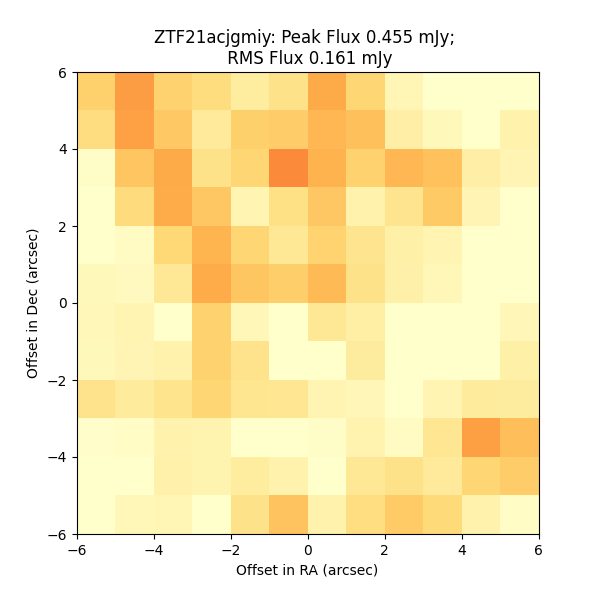 ZTF21acjgmiy: Peak Flux 0.455 mJy;
RMS Flux 0.161 mJy
6
4
2
0
−2
−4
−6
Offset in Dec (arcsec)
−6 −4 −2 0 2 4 6
Offset in RA (arcsec)